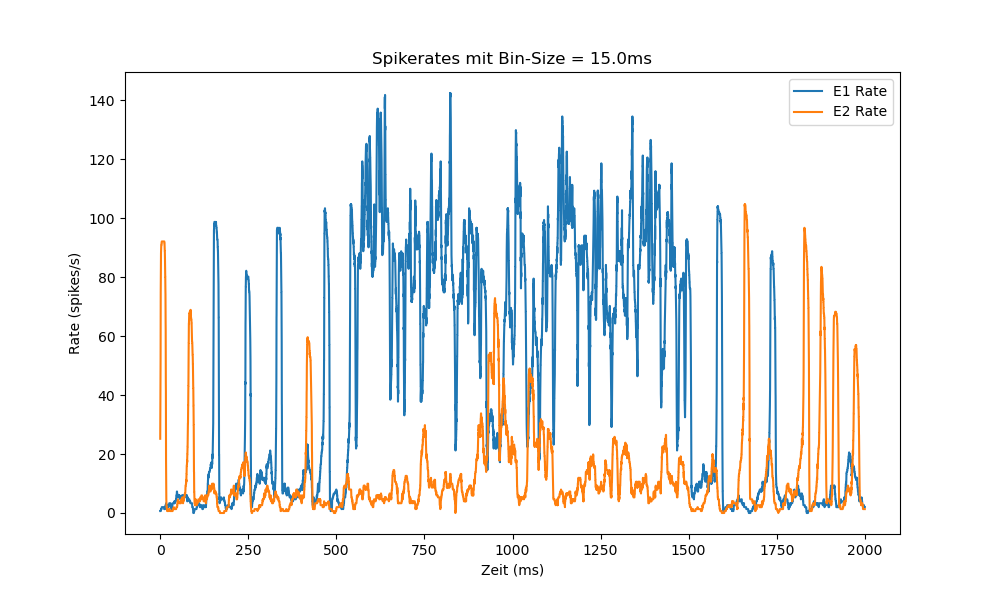 Spikerates mit Bin-Size = 15.0ms
E1 Rate
E2 Rate
140
120
100
80
60
40
20
0
Rate (spikes/s)
0 250 500 750 1000 1250 1500 1750 2000
Zeit (ms)